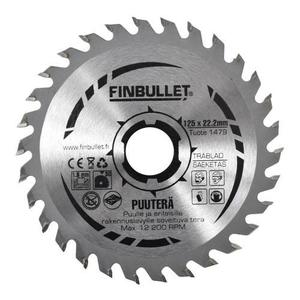 FINBULLET
125 x 22.2mm
Tuote 1479
www.finbullet.fi
TRÄBLAD
SAEKETAS
PUUTERÄ
Puulle ja erilaisille
rakennuslevyille soveltuva terä
Max. 12 200 RPM